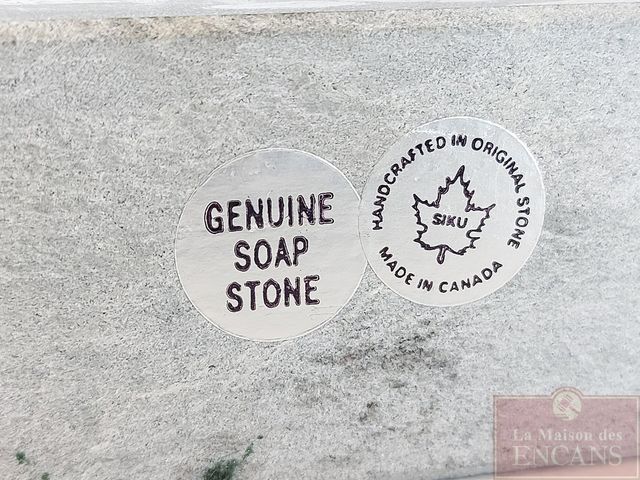 GENUINE
SOAP
STONE
HANDCRAFTED IN ORIGINAL STONE
SIKU
MADE IN CANADA
La Maison des
ENCANS